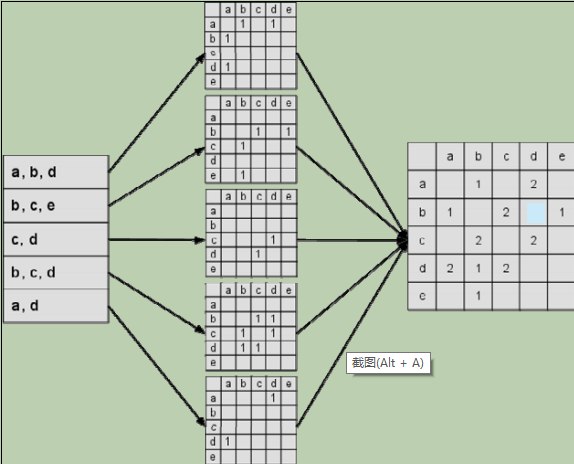 a, b, d
b, c, e
c, d
b, c, d
a, d
a b c d e
a 1 1
b 1
c
d 1
e
a b c d e
a
b 1 1
c 1
d
e 1
a b c d e
a
b
c 1
d 1
e
a b c d e
a
b 1 1
c 1 1
d 1 1
e
a b c d e
a 1
b
c
d 1
a b c d e
a 1 2
b 1 2 1
c 2 2
d 2 1 2
e 1
截图(Alt + A)